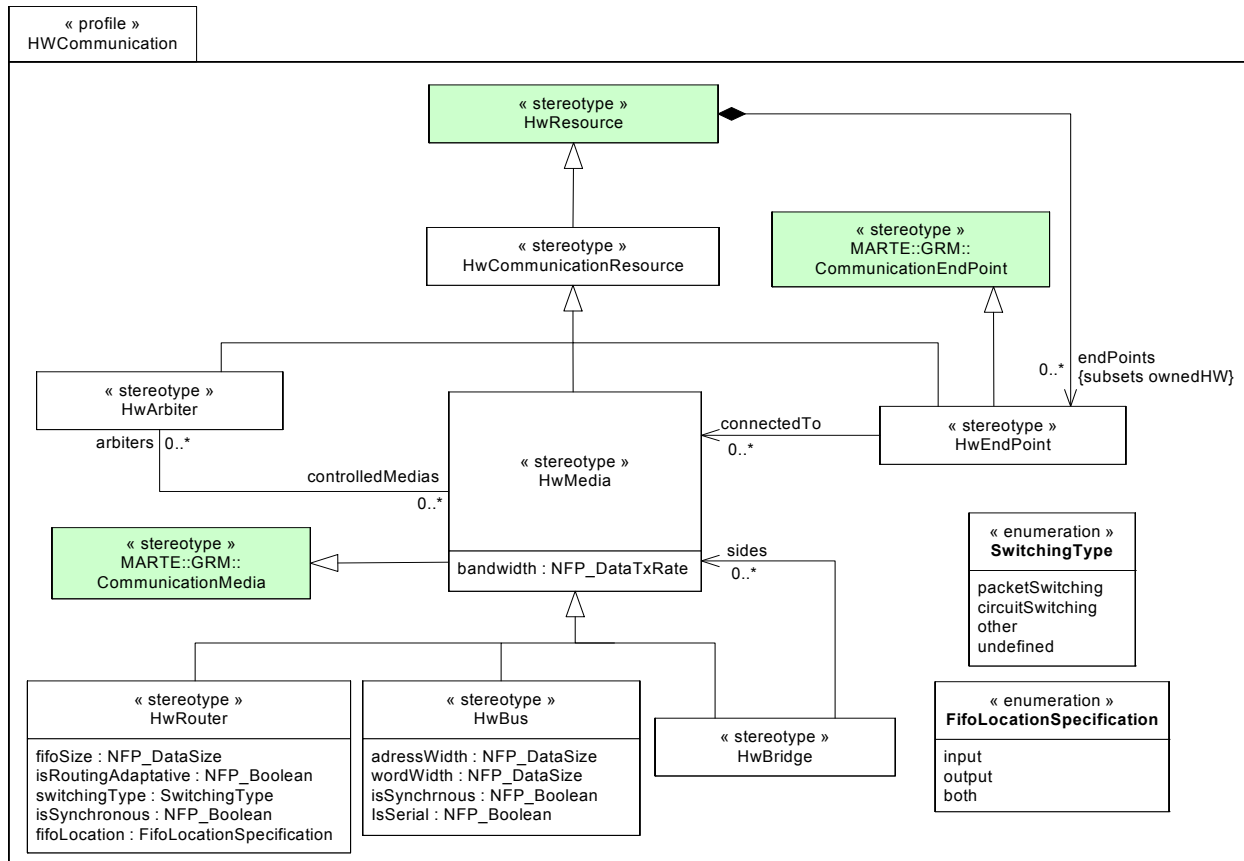 « profile »
HWCommunication
« stereotype »
HwResource
« stereotype »
HwCommunicationResource
« stereotype »
MARTE::GRM::
CommunicationEndPoint
endPoints
0..*
{subsets ownedHW}
« stereotype »
HwArbiter
arbiters
0..*
controlledMedias
0..*
« stereotype »
HwMedia
bandwidth : NFP_DataTxRate
connectedTo
0..*
« stereotype »
HwEndPoint
« stereotype »
MARTE::GRM::
CommunicationMedia
sides
0..*
« enumeration »
SwitchingType
packetSwitching
circuitSwitching
other
undefined
« stereotype »
HwRouter
fifoSize : NFP_DataSize
isRoutingAdaptative : NFP_Boolean
switchingType : SwitchingType
isSynchronous : NFP_Boolean
fifoLocation : FifoLocationSpecification
« stereotype »
HwBus
adressWidth : NFP_DataSize
wordWidth : NFP_DataSize
isSynchrnous : NFP_Boolean
IsSerial : NFP_Boolean
« stereotype »
HwBridge
« enumeration »
FifoLocationSpecification
input
output
both